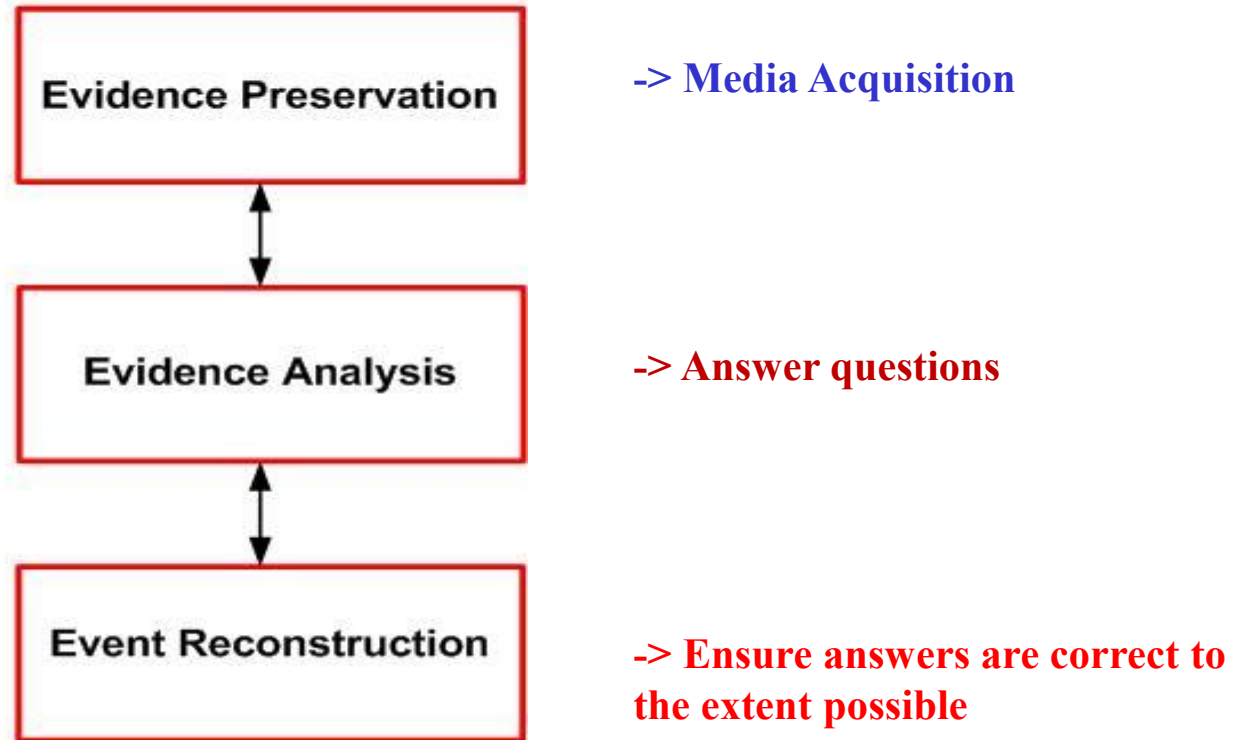 Evidence Preservation
-> Media Acquisition
Evidence Analysis
-> Answer questions
Event Reconstruction
-> Ensure answers are correct to
the extent possible